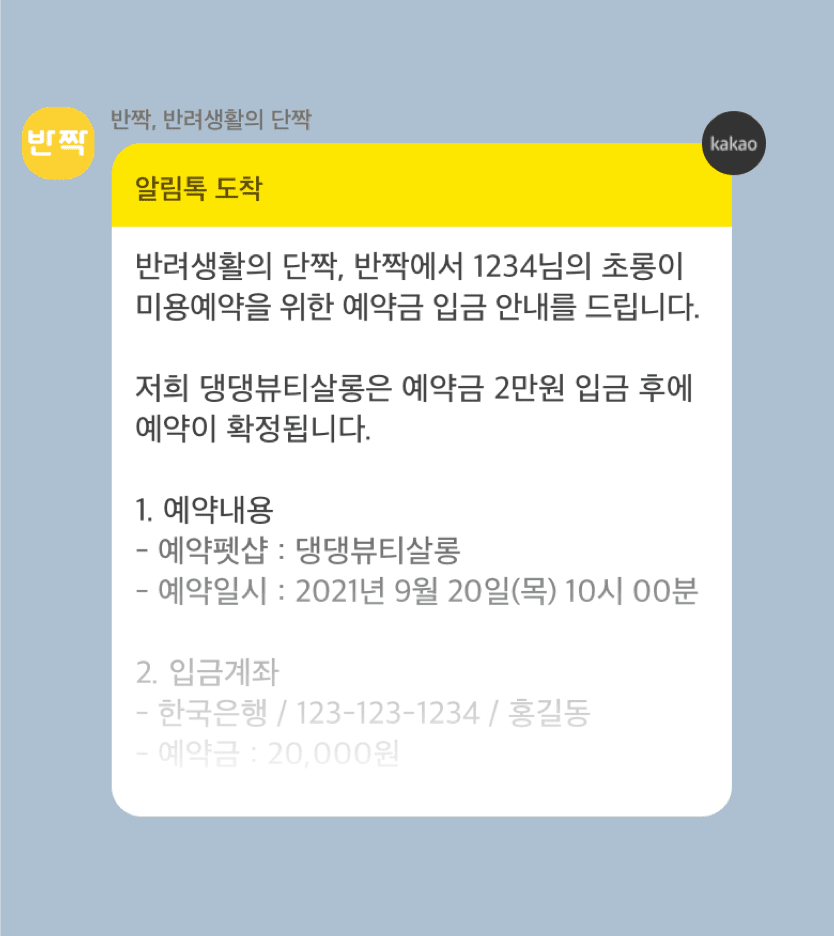 반짝, 반려생활의 단짝
반짝
kakao
알림톡 도착
반려생활의 단짝, 반짝에서 1234님의 초롱이
미용예약을 위한 예약금 입금 안내를 드립니다.
저희 댕댕뷰티살롱은 예약금 2만원 입금 후에
예약이 확정됩니다.
1. 예약내용
- 예약펫샵 : 댕댕뷰티살롱
- 예약일시 : 2021년 9월 20일(목) 10시 00분
2. 입금계좌
- 한국은행 / 123-123-1234 / 홍길동
- 예약금 : 20,000원